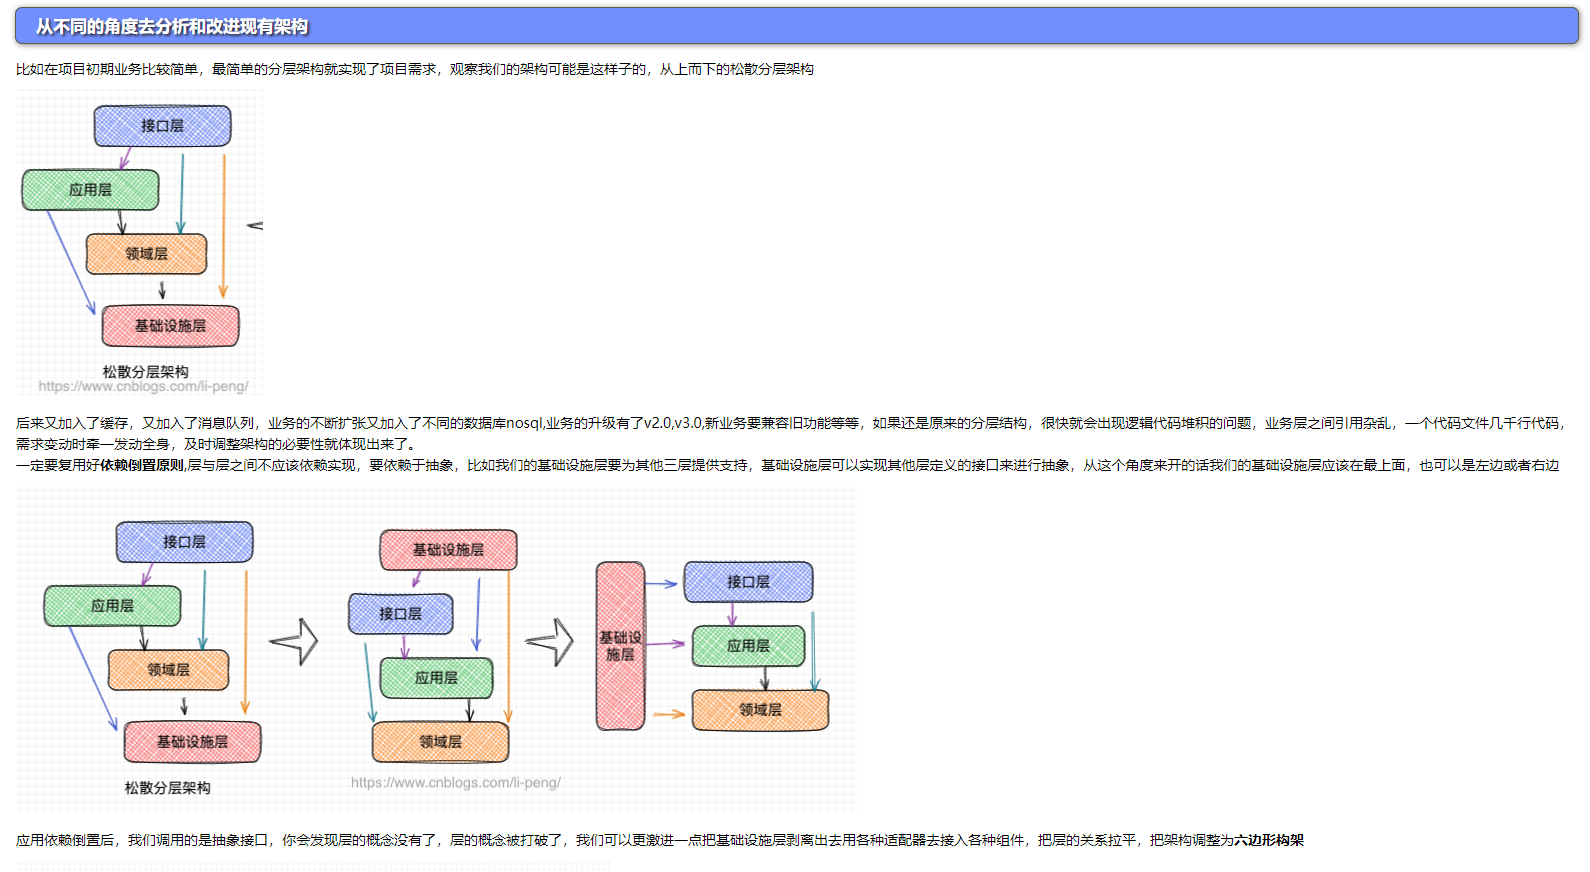 从不同的角度去分析和改进现有架构
比如在项目初期业务比较简单，最简单的分层架构就实现了项目需求，观察我们的架构可能是这样子的，从上而下的松散分层架构
接口层
应用层
领域层
基础设施层
松散分层架构
https://www.cnblogs.com/li-peng/
后来又加入了缓存，又加入了消息队列，业务的不断扩张又加入了不同的数据库nosql,业务的升级有了v2.0,v3.0,新业务要兼容旧功能等等，如果还是原来的分层结构，很快就会出现逻辑代码堆积的问题，业务层之间引用杂乱，一个代码文件几千行代码，
需求变动时牵一发动全身，及时调整架构的必要性就体现出来了。
一定要复用好依赖倒置原则,层与层之间不应该依赖实现，要依赖于抽象，比如我们的基础设施层要为其他三层提供支持，基础设施层可以实现其他层定义的接口来进行抽象，从这个角度来开的话我们的基础设施层应该在最上面，也可以是左边或者右边
接口层
应用层
领域层
基础设施层
松散分层架构
基础设施层
接口层
应用层
领域层
https://www.cnblogs.com/li-peng/
基础设
施层
接口层
应用层
领域层
应用依赖倒置后，我们调用的是抽象接口，你会发现层的概念没有了，层的概念被打破了，我们可以更激进一点把基础设施层剥离出去用各种适配器去接入各种组件，把层的关系拉平，把架构调整为六边形构架